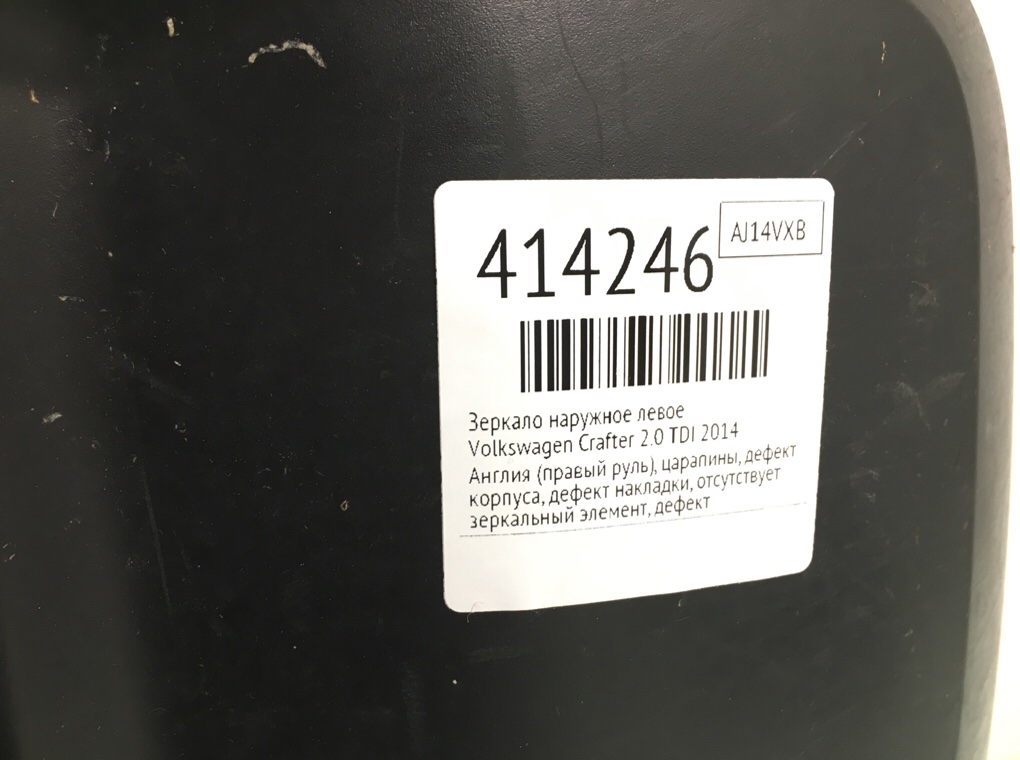 414246
AJ14VXB
Зеркало наружное левое
Volkswagen Crafter 2.0 TDI 2014
Англия (правый руль), царапины, дефект
корпуса, дефект накладки, отсутствует
зеркальный элемент, дефект